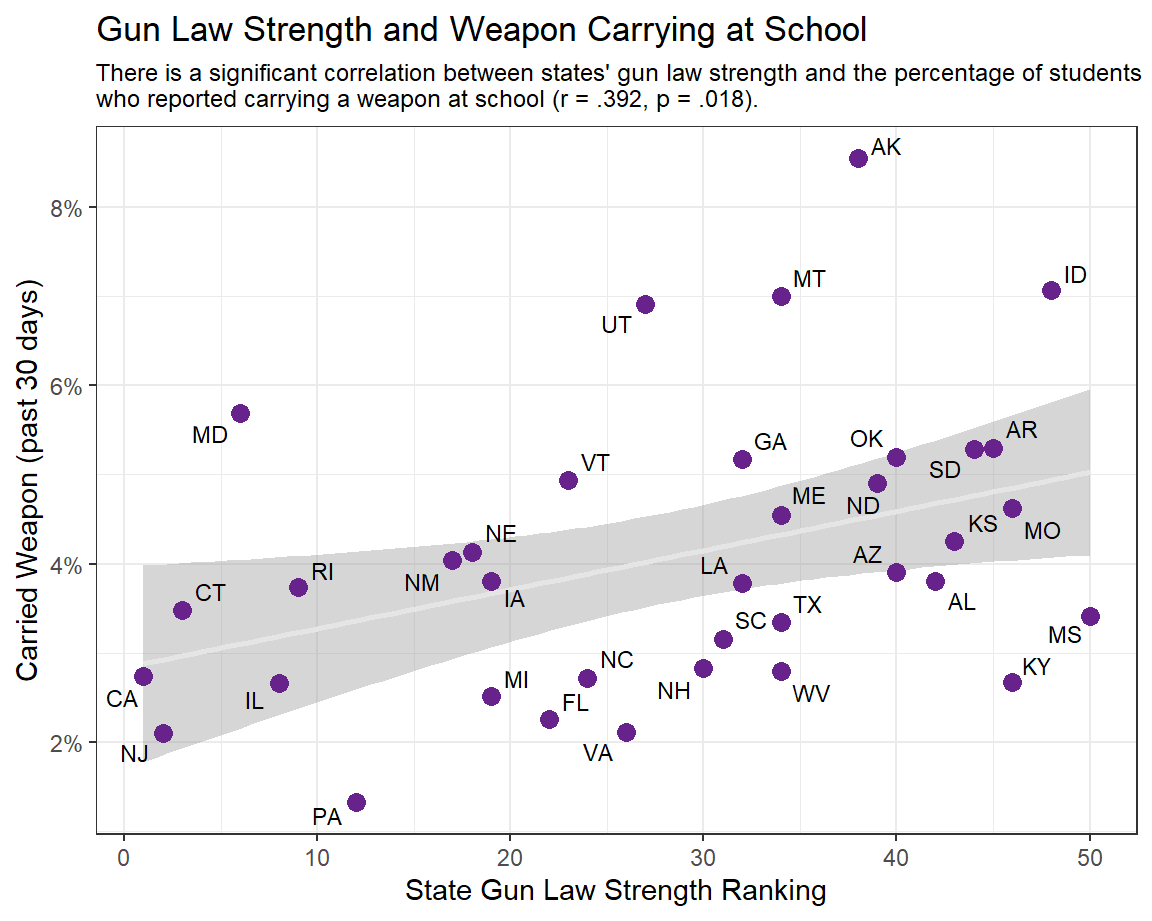 Gun Law Strength and Weapon Carrying at School
There is a significant correlation between states' gun law strength and the percentage of students
who reported carrying a weapon at school (r = .392, p = .018).
AK
8%
MT
ID
UT
6%
MD
AR
OK
GA
VT
SD
ME
ND
KS
MO
NE
4%
AZ
LA
NM
RI
IA
CT
AL
TX
SC
MS
NC
KY
MI
NH
WV
CA
IL
FL
2%
NJ
VA
PA
Carried Weapon (past 30 days)
0 10 20 30 40 50
State Gun Law Strength Ranking